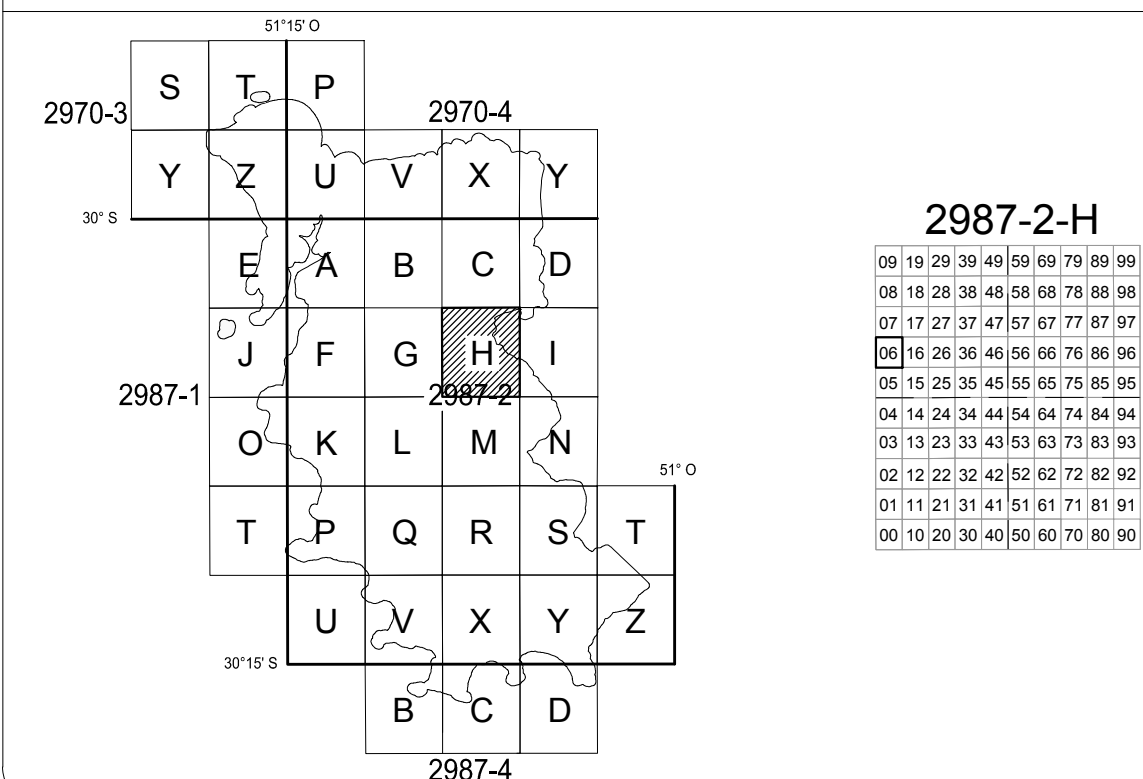 51°15' O
S T P
2970-3
2970-4
Y Z U V X Y
30° S
E A B C D
J F G H I
2987-1
2987-2
O K L M N
51° O
T P Q R S T
U V X Y Z
30°15' S
B C D
2987-4
2987-2-H
09 19 29 39 49 59 69 79 89 99
08 18 28 38 48 58 68 78 88 98
07 17 27 37 47 57 67 77 87 97
06 16 26 36 46 56 66 76 86 96
05 15 25 35 45 55 65 75 85 95
04 14 24 34 44 54 64 74 84 94
03 13 23 33 43 53 63 73 83 93
02 12 22 32 42 52 62 72 82 92
01 11 21 31 41 51 61 71 81 91
00 10 20 30 40 50 60 70 80 90